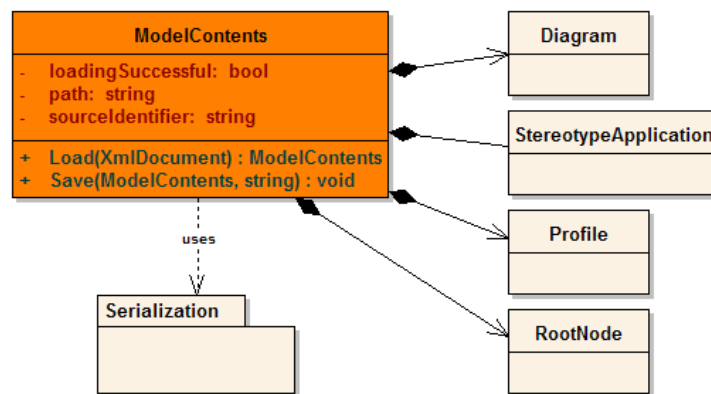 ModelContents
- loadingSuccessful: bool
- path: string
- sourceIdentifier: string
+ Load(XmlDocument) : ModelContents
+ Save(ModelContents, string) : void
Diagram
StereotypeApplication
Profile
RootNode
uses
Serialization